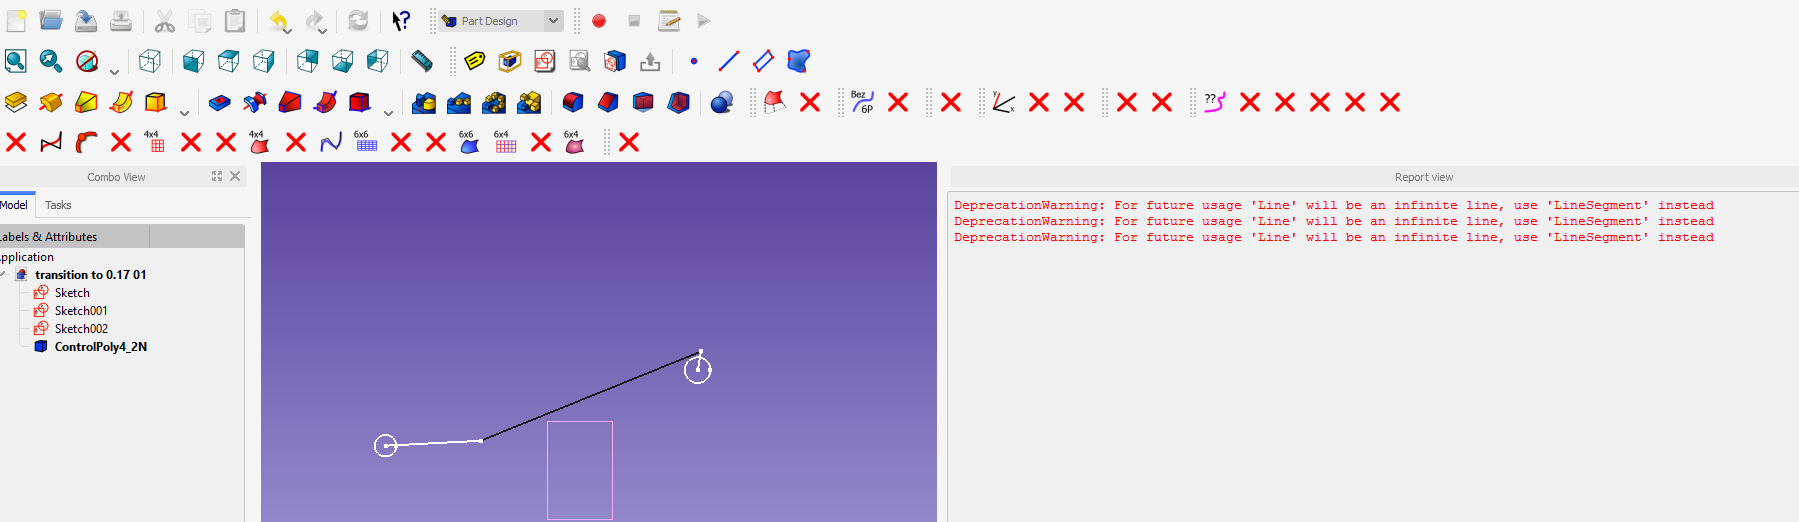 Part Design
Bez
6P
y
x
??
4x4
4x4
6x6
6x6
6x4
6x4
Combo View
Report view
Model
Tasks
Labels & Attributes
Application
transition to 0.17 01
Sketch
Sketch001
Sketch002
ControlPoly4_2N
DeprecationWarning: For future usage 'Line' will be an infinite line, use 'LineSegment' instead
DeprecationWarning: For future usage 'Line' will be an infinite line, use 'LineSegment' instead
DeprecationWarning: For future usage 'Line' will be an infinite line, use 'LineSegment' instead